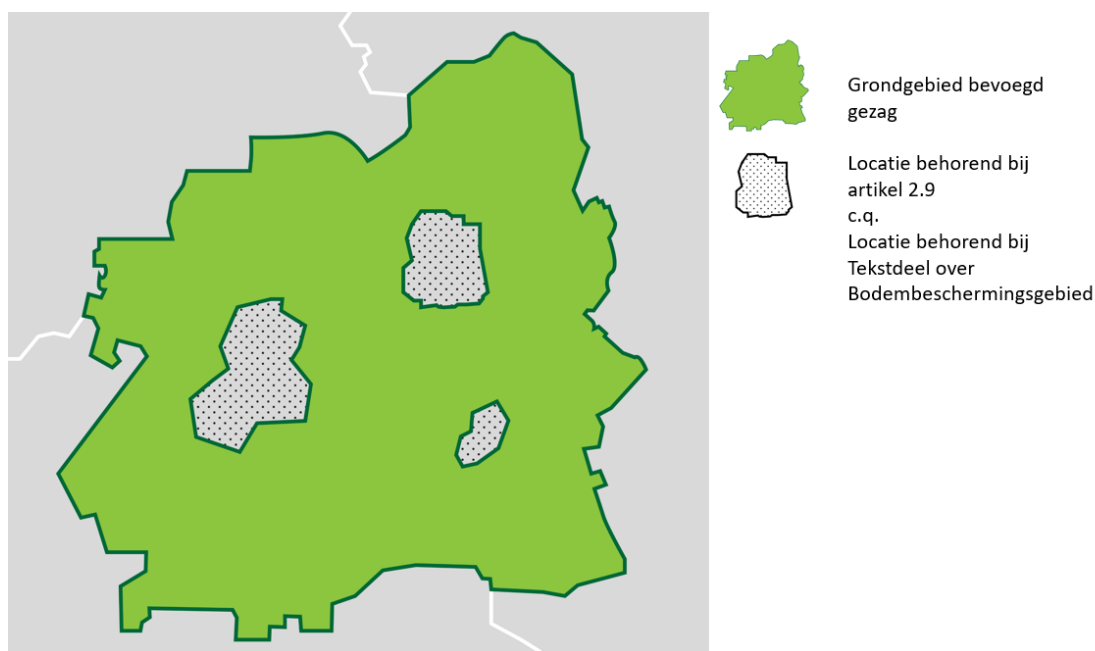 Grondgebied bevoegd
gezag
Locatie behorend bij
artikel 2.9
c.q.
Locatie behorend bij
Tekstdeel over
Bodembeschermingsgebied